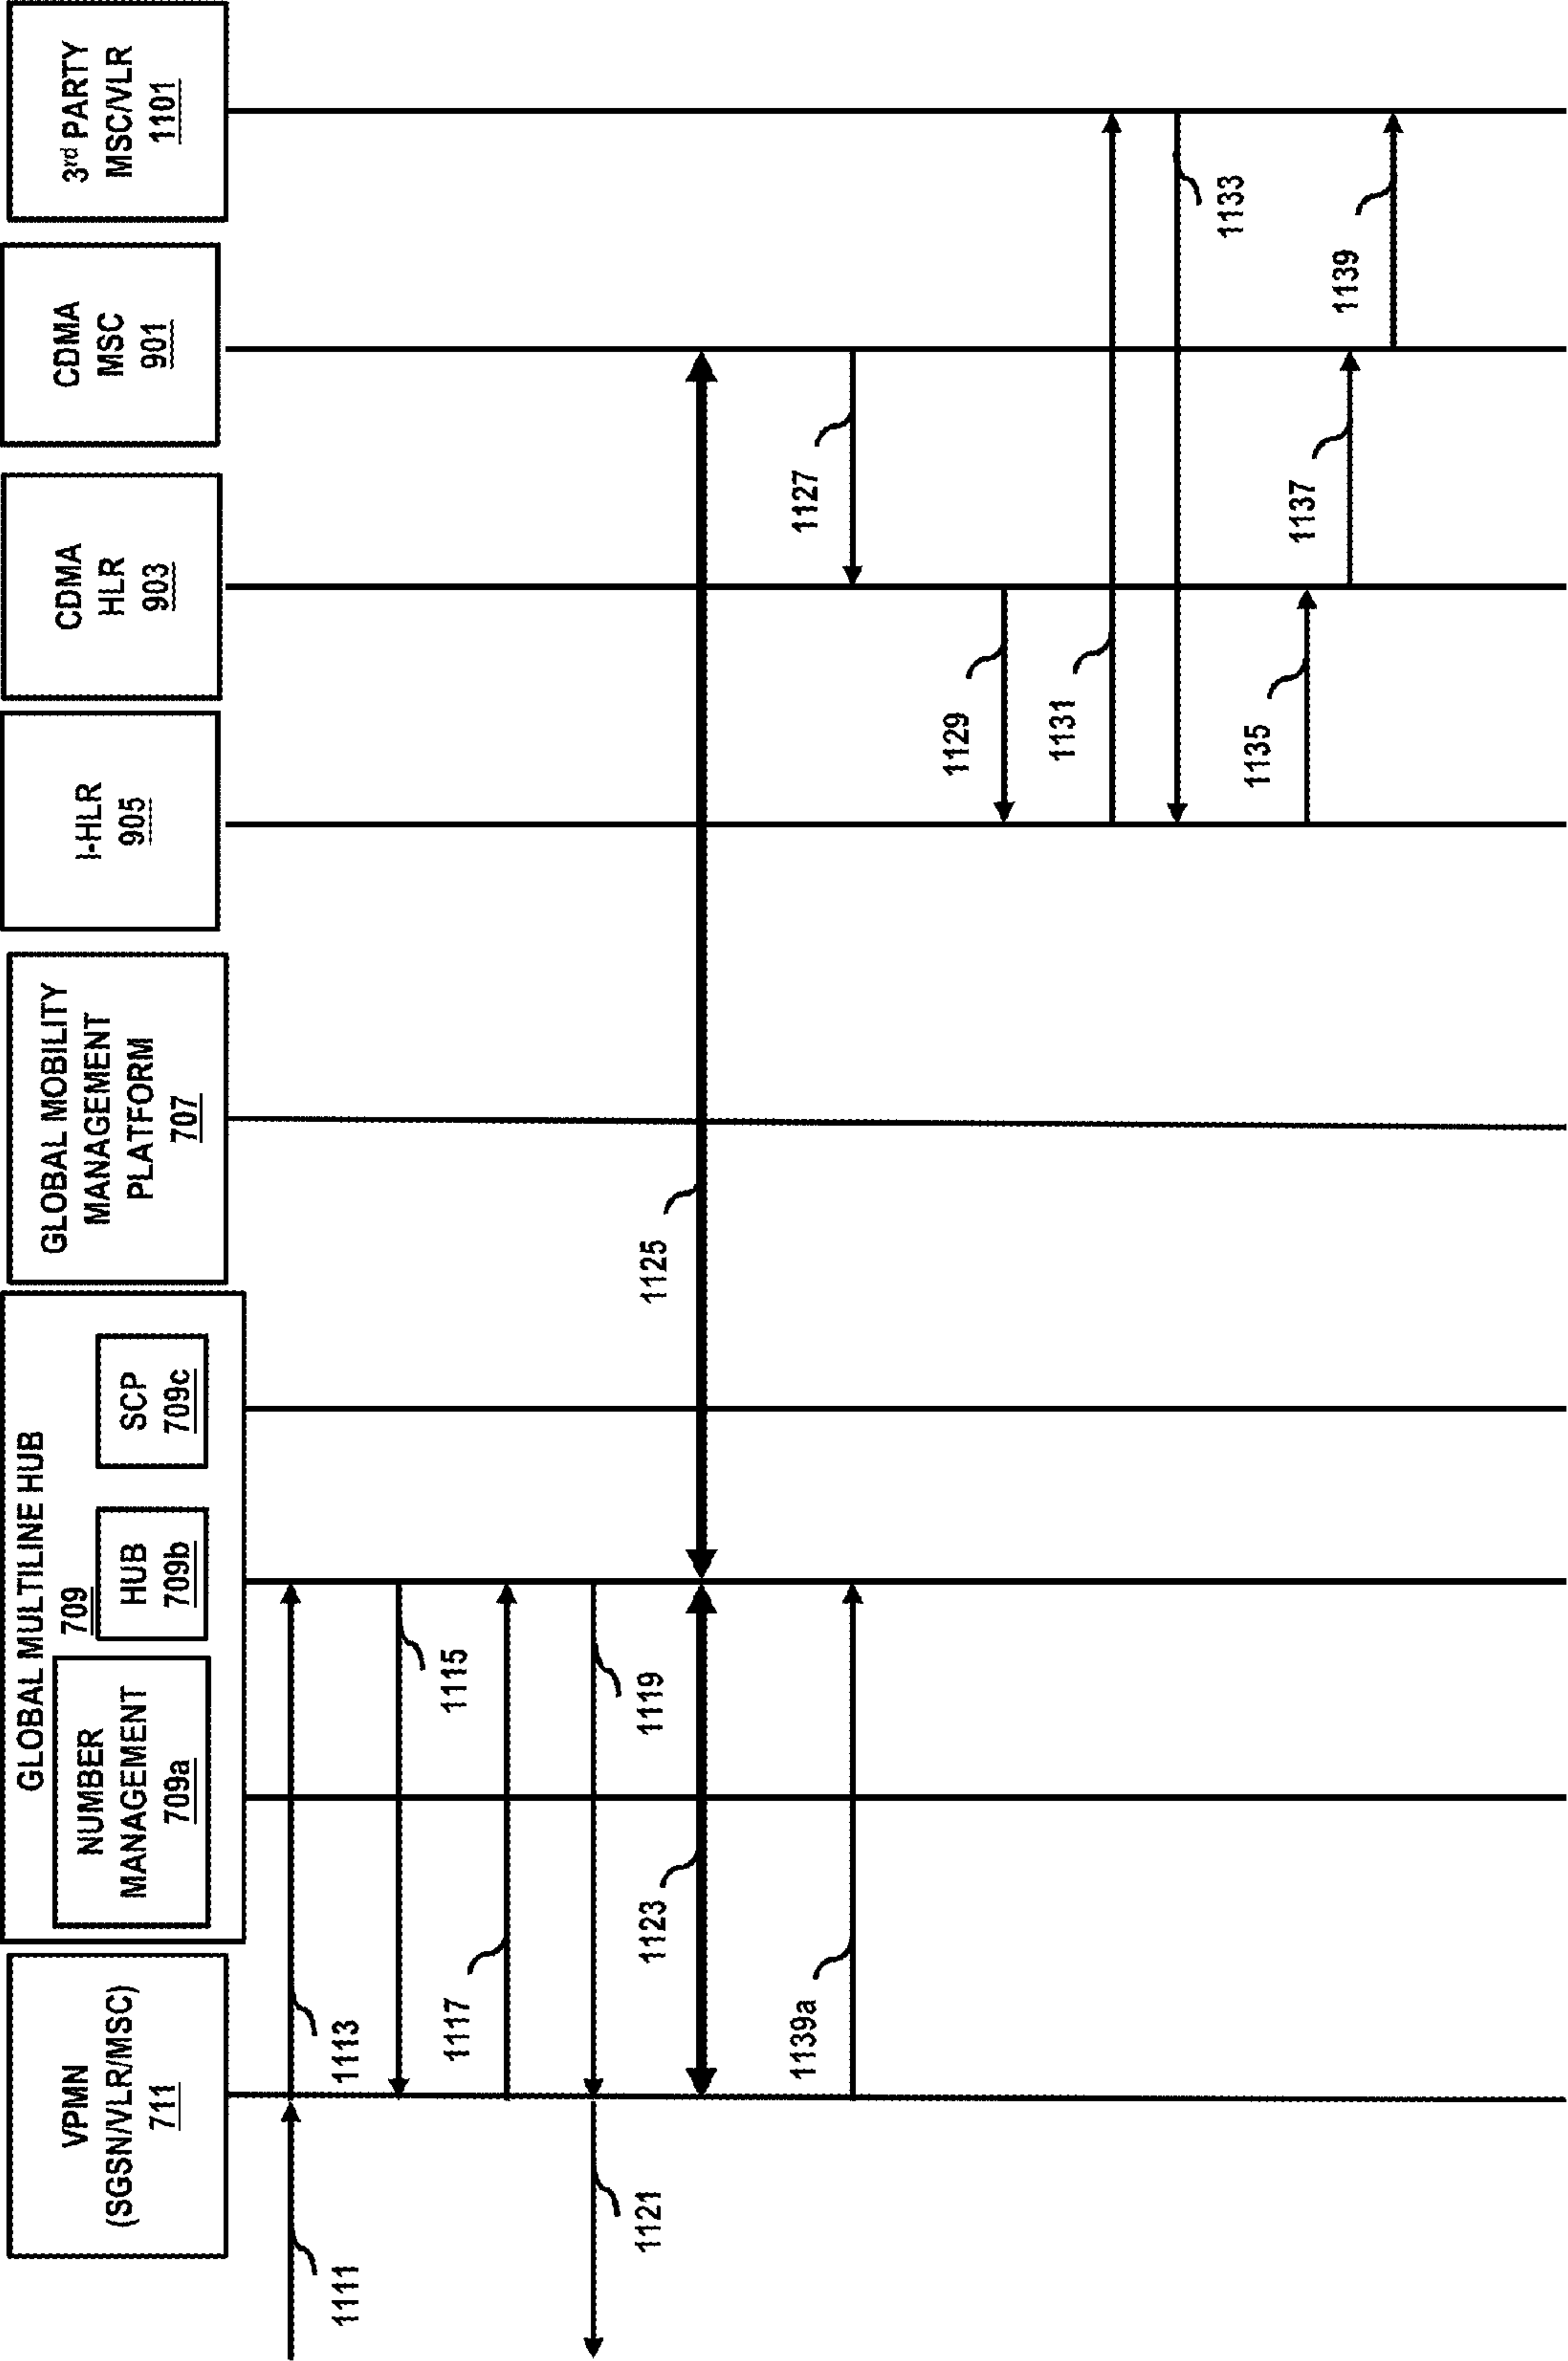 VPMN
(SGSN/VLR/MSC)
711
GLOBAL MULTILINE HUB
709
NUMBER
MANAGEMENT
709a
HUB
709b
SCP
709c
GLOBAL MOBILITY
MANAGEMENT
PLATFORM
707
I-HLR
905
CDMA
HLR
903
CDMA
MSC
901
3rd PARTY
MSC/VLR
1101
1111
1113
1115
1117
1119
1121
1123
1125
1139a
1127
1129
1131
1133
1135
1137
1139